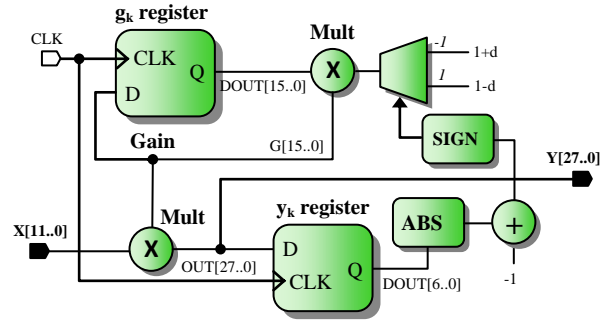 gk register
Mult
CLK
CLK
Q
D
DOUT[15..0]
X
-1
1+d
1
1-d
Gain
G[15..0]
SIGN
Y[27..0]
yk register
X[11..0]
Mult
X
OUT[27..0]
D
CLK
Q
ABS
+
DOUT[6..0]
-1